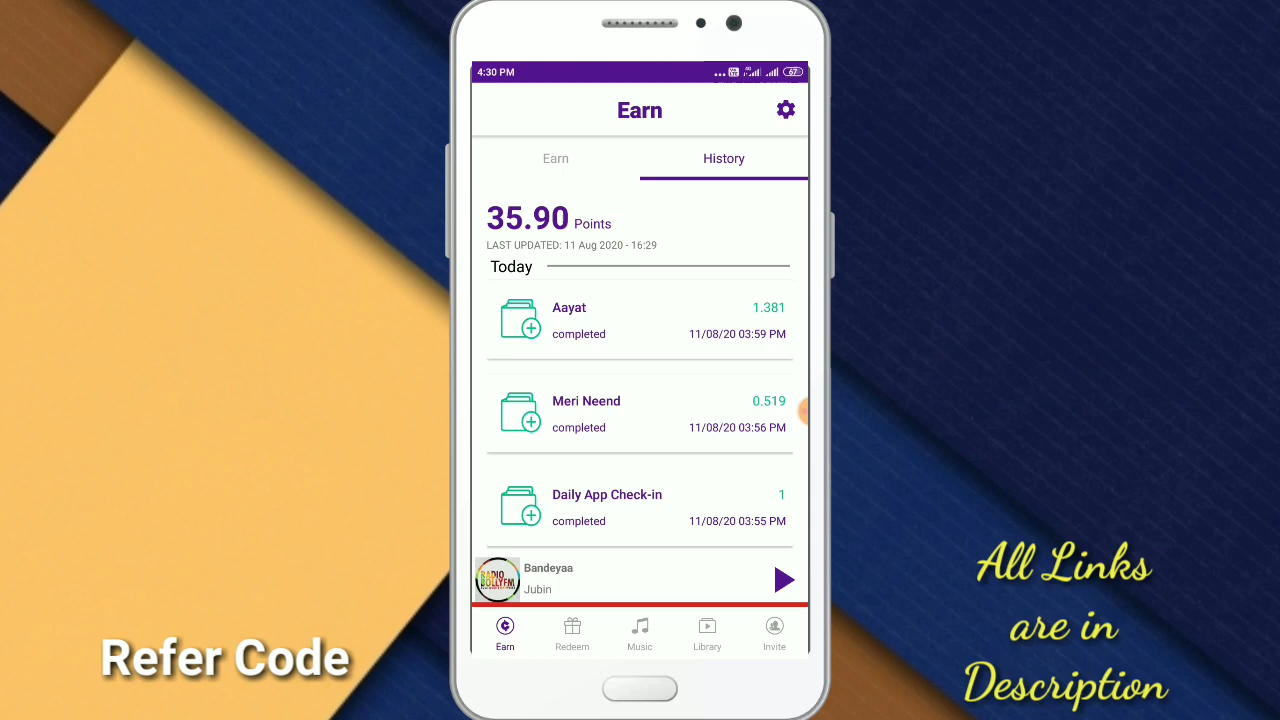 4:30 PM
67
Earn
Earn
History
35.90 Points
LAST UPDATED: 11 Aug 2020 - 16:29
Today
Aayat
1.381
completed
11/08/20 03:59 PM
Meri Neend
0.519
completed
11/08/20 03:56 PM
Daily App Check-in
1
completed
11/08/20 03:55 PM
RADIO
BOLLYFM
Bandeyaa
Jubin
Earn
Redeem
Music
Library
Invite
Refer Code
All Links
are in
Description